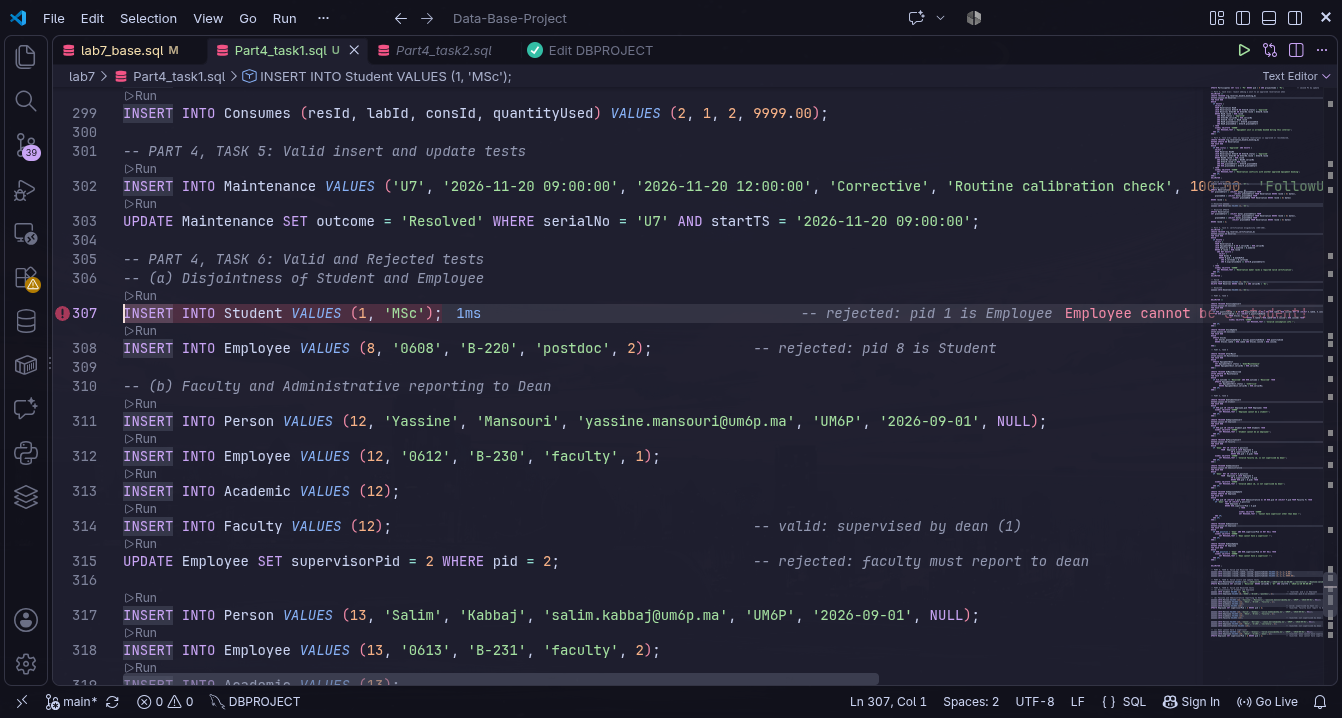 File Edit Selection View Go Run ··· Data-Base-Project
lab7_base.sql M Part4_task1.sql U Part4_task2.sql Edit DBPROJECT
lab7 > Part4_task1.sql > INSERT INTO Student VALUES (1, 'MSc');
Text Editor
Run
299 INSERT INTO Consumes (resId, labId, consId, quantityUsed) VALUES (2, 1, 2, 9999.00);
300
301 -- PART 4, TASK 5: Valid insert and update tests
Run
302 INSERT INTO Maintenance VALUES ('U7', '2026-11-20 09:00:00', '2026-11-20 12:00:00', 'Corrective', 'Routine calibration check', 100.00, 'FollowU
Run
303 UPDATE Maintenance SET outcome = 'Resolved' WHERE serialNo = 'U7' AND startTS = '2026-11-20 09:00:00';
304
305 -- PART 4, TASK 6: Valid and Rejected tests
306 -- (a) Disjointness of Student and Employee
Run
307 INSERT INTO Student VALUES (1, 'MSc'); 1ms -- rejected: pid 1 is Employee Employee cannot be a student!
Run
308 INSERT INTO Employee VALUES (8, '0608', 'B-220', 'postdoc', 2); -- rejected: pid 8 is Student
309
310 -- (b) Faculty and Administrative reporting to Dean
Run
311 INSERT INTO Person VALUES (12, 'Yassine', 'Mansouri', 'yassine.mansouri@um6p.ma', 'UM6P', '2026-09-01', NULL);
Run
312 INSERT INTO Employee VALUES (12, '0612', 'B-230', 'faculty', 1);
Run
313 INSERT INTO Academic VALUES (12);
Run
314 INSERT INTO Faculty VALUES (12); -- valid: supervised by dean (1)
Run
315 UPDATE Employee SET supervisorPid = 2 WHERE pid = 2; -- rejected: faculty must report to dean
316
Run
317 INSERT INTO Person VALUES (13, 'Salim', 'Kabbaj', 'salim.kabbaj@um6p.ma', 'UM6P', '2026-09-01', NULL);
Run
318 INSERT INTO Employee VALUES (13, '0613', 'B-231', 'faculty', 2);
Run
319 INSERT INTO Academic VALUES (13);
39
main* 0 0 DBPROJECT Ln 307, Col 1 Spaces: 2 UTF-8 LF { } SQL Sign In Go Live